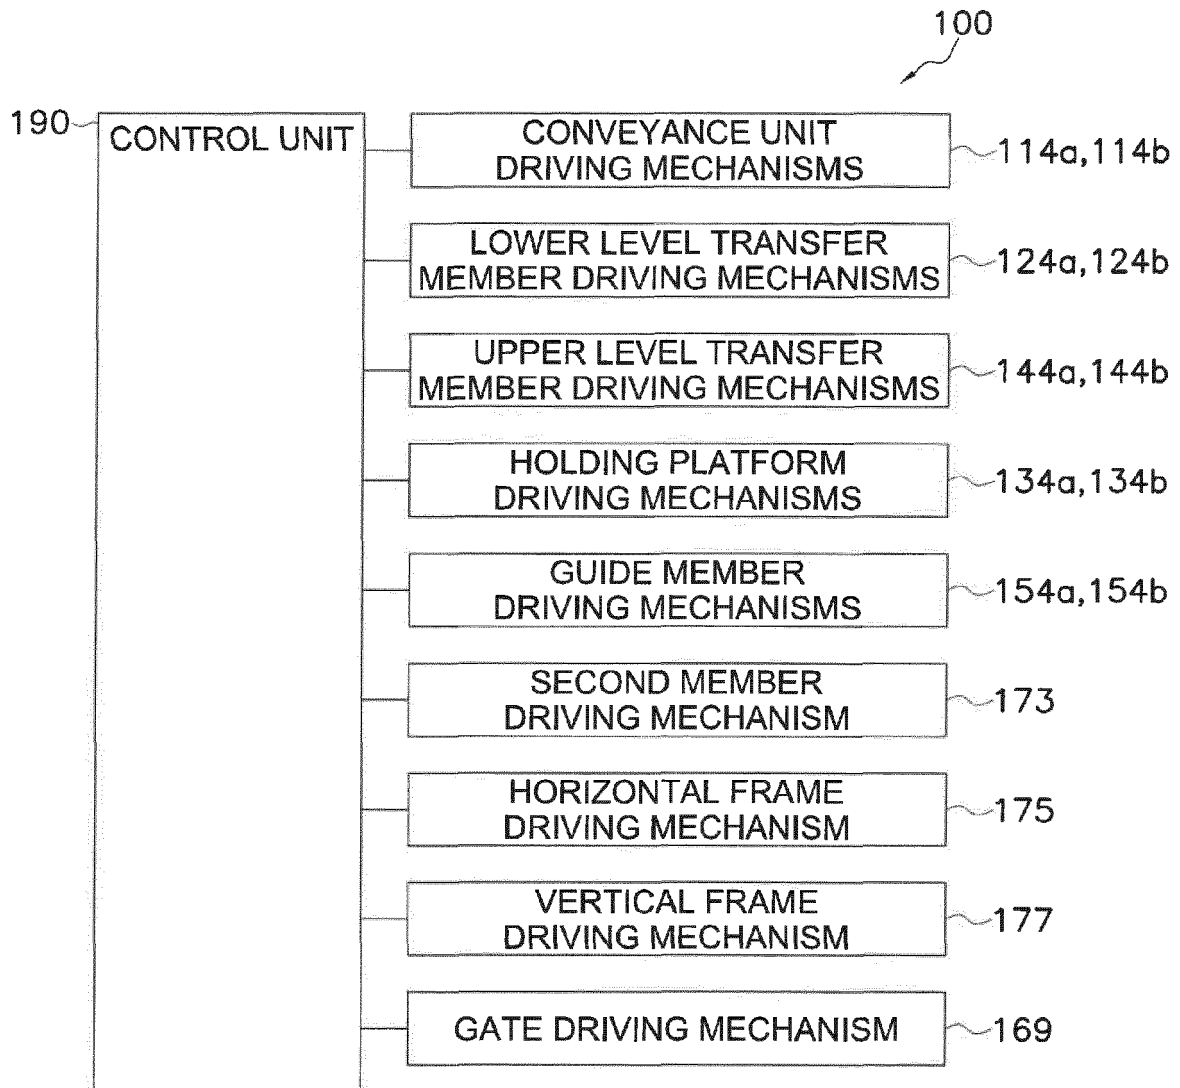 100
190
CONTROL UNIT
CONVEYANCE UNIT
DRIVING MECHANISMS
114a,114b
LOWER LEVEL TRANSFER
MEMBER DRIVING MECHANISMS
124a,124b
UPPER LEVEL TRANSFER
MEMBER DRIVING MECHANISMS
144a,144b
HOLDING PLATFORM
DRIVING MECHANISMS
134a,134b
GUIDE MEMBER
DRIVING MECHANISMS
154a,154b
SECOND MEMBER
DRIVING MECHANISM
173
HORIZONTAL FRAME
DRIVING MECHANISM
175
VERTICAL FRAME
DRIVING MECHANISM
177
GATE DRIVING MECHANISM
169